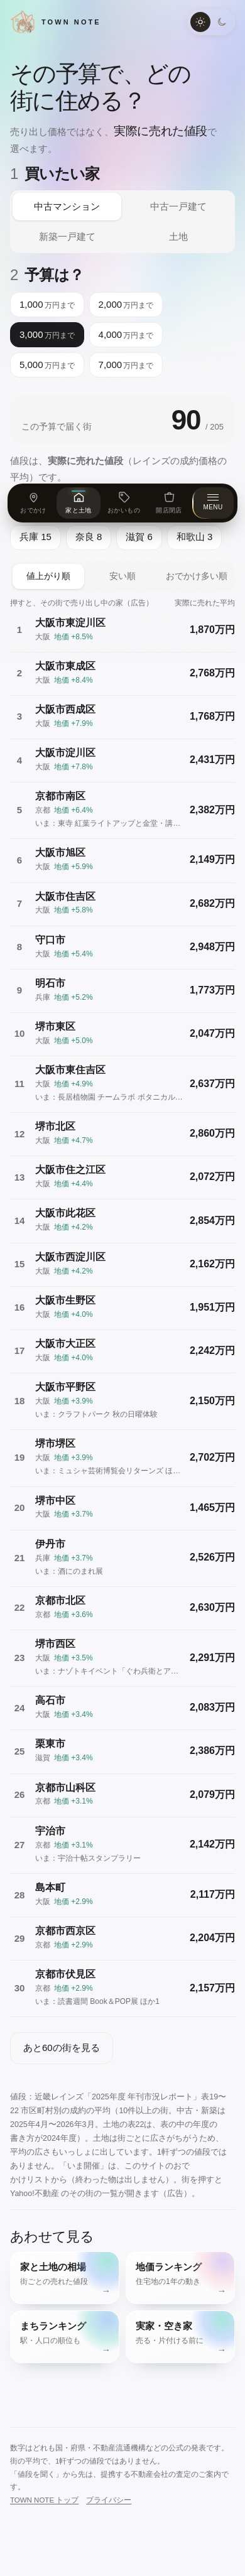 TOWN NOTE
その予算で、どの
街に住める？
売り出し価格ではなく、実際に売れた値段で
選べます。
1 買いたい家
中古マンション
中古一戸建て
新築一戸建て
土地
2 予算は？
1,000万円まで
2,000万円まで
3,000万円まで
4,000万円まで
5,000万円まで
7,000万円まで
この予算で届く街
90 / 205
値段は、実際に売れた値段（レインズの成約価格の
平均）です。
おでかけ
家と土地
おかいもの
開店閉店
MENU
兵庫 15
奈良 8
滋賀 6
和歌山 3
値上がり順
安い順
おでかけ多い順
押すと、その街で売り出し中の家（広告）
実際に売れた平均
1 大阪市東淀川区 1,870万円
大阪 地価 +8.5%
2 大阪市東成区 2,768万円
大阪 地価 +8.4%
3 大阪市西成区 1,768万円
大阪 地価 +7.9%
4 大阪市淀川区 2,431万円
大阪 地価 +7.8%
5 京都市南区 2,382万円
京都 地価 +6.4%
いま：東寺 紅葉ライトアップと金堂・講…
6 大阪市旭区 2,149万円
大阪 地価 +5.9%
7 大阪市住吉区 2,682万円
大阪 地価 +5.8%
8 守口市 2,948万円
大阪 地価 +5.4%
9 明石市 1,773万円
兵庫 地価 +5.2%
10 堺市東区 2,047万円
大阪 地価 +5.0%
11 大阪市東住吉区 2,637万円
大阪 地価 +4.9%
いま：長居植物園 チームラボ ボタニカル…
12 堺市北区 2,860万円
大阪 地価 +4.7%
13 大阪市住之江区 2,072万円
大阪 地価 +4.4%
14 大阪市此花区 2,854万円
大阪 地価 +4.2%
15 大阪市西淀川区 2,162万円
大阪 地価 +4.2%
16 大阪市生野区 1,951万円
大阪 地価 +4.0%
17 大阪市大正区 2,242万円
大阪 地価 +4.0%
18 大阪市平野区 2,150万円
大阪 地価 +3.9%
いま：クラフトパーク 秋の日曜体験
19 堺市堺区 2,702万円
大阪 地価 +3.9%
いま：ミュシャ芸術博覧会リターンズ ほ…
20 堺市中区 1,465万円
大阪 地価 +3.7%
21 伊丹市 2,526万円
兵庫 地価 +3.7%
いま：酒にのまれ展
22 京都市北区 2,630万円
京都 地価 +3.6%
23 堺市西区 2,291万円
大阪 地価 +3.5%
いま：ナゾトキイベント「ぐわ兵衛とア…
24 高石市 2,083万円
大阪 地価 +3.4%
25 栗東市 2,386万円
滋賀 地価 +3.4%
26 京都市山科区 2,079万円
京都 地価 +3.1%
27 宇治市 2,142万円
京都 地価 +3.1%
いま：宇治十帖スタンプラリー
28 島本町 2,117万円
大阪 地価 +2.9%
29 京都市西京区 2,204万円
京都 地価 +2.9%
30 京都市伏見区 2,157万円
京都 地価 +2.9%
いま：読書週間 Book＆POP展 ほか1
あと60の街を見る
値段：近畿レインズ「2025年度 年刊市況レポート」表19〜
22 市区町村別の成約の平均（10件以上の街。中古・新築は
2025年4月〜2026年3月。土地の表22は、表の中の年度の
書き方が2024年度）。土地は街ごとに広さがちがうため、
平均の広さもいっしょに出しています。1軒ずつの値段では
ありません。「いま開催」は、このサイトのおで
かけリストから（終わった物は出しません）。街を押すと
Yahoo!不動産 のその街の一覧が開きます（広告）。
あわせて見る
家と土地の相場
街ごとの売れた値段
→
地価ランキング
住宅地の1年の動き
→
まちランキング
駅・人口の順位も
→
実家・空き家
売る・片付ける前に
→
数字はどれも国・府県・不動産流通機構などの公式の発表です。
街の平均で、1軒ずつの値段ではありません。
「値段を聞く」から先は、提携する不動産会社の査定のご案内で
す。
TOWN NOTE トップ プライバシー